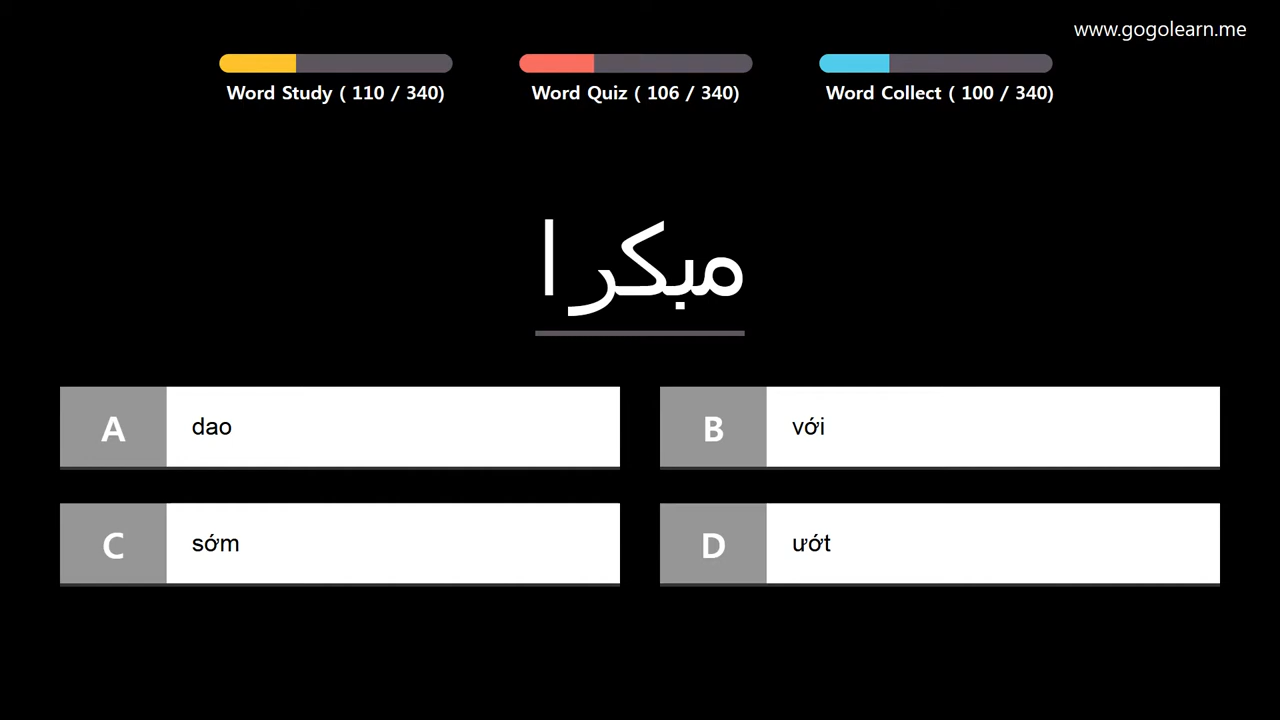 www.gogolearn.me
Word Study ( 110 / 340)
Word Quiz ( 106 / 340)
Word Collect ( 100 / 340)
مبكرا
A dao
B với
C sớm
D ướt